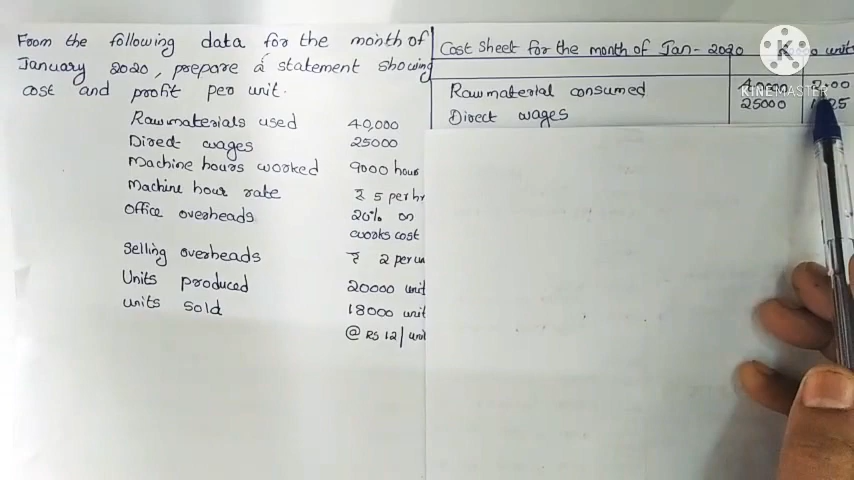 From the following data for the month of
January 2020, prepare a statement showing
cost and profit per unit.
Raw materials used 40,000
Direct wages 25000
Machine hours worked 9000 hour
Machine hour rate ₹ 5 per hr
Office overheads 20% on
works cost
Selling overheads ₹ 2 per un
Units produced 20000 unit
units sold 18000 unit
@ RS 12/unit
Cost Sheet for the month of Jan-2020 units
Raw material consumed 40000 2.00
Direct wages 25000
KINEMASTER